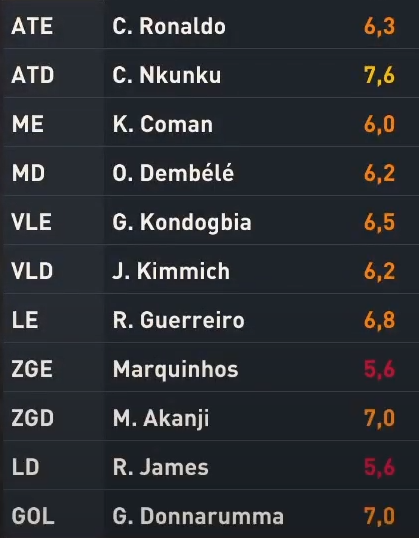 ATE C. Ronaldo 6,3
ATD C. Nkunku 7,6
ME K. Coman 6,0
MD O. Dembélé 6,2
VLE G. Kondogbia 6,5
VLD J. Kimmich 6,2
LE R. Guerreiro 6,8
ZGE Marquinhos 5,6
ZGD M. Akanji 7,0
LD R. James 5,6
GOL G. Donnarumma 7,0